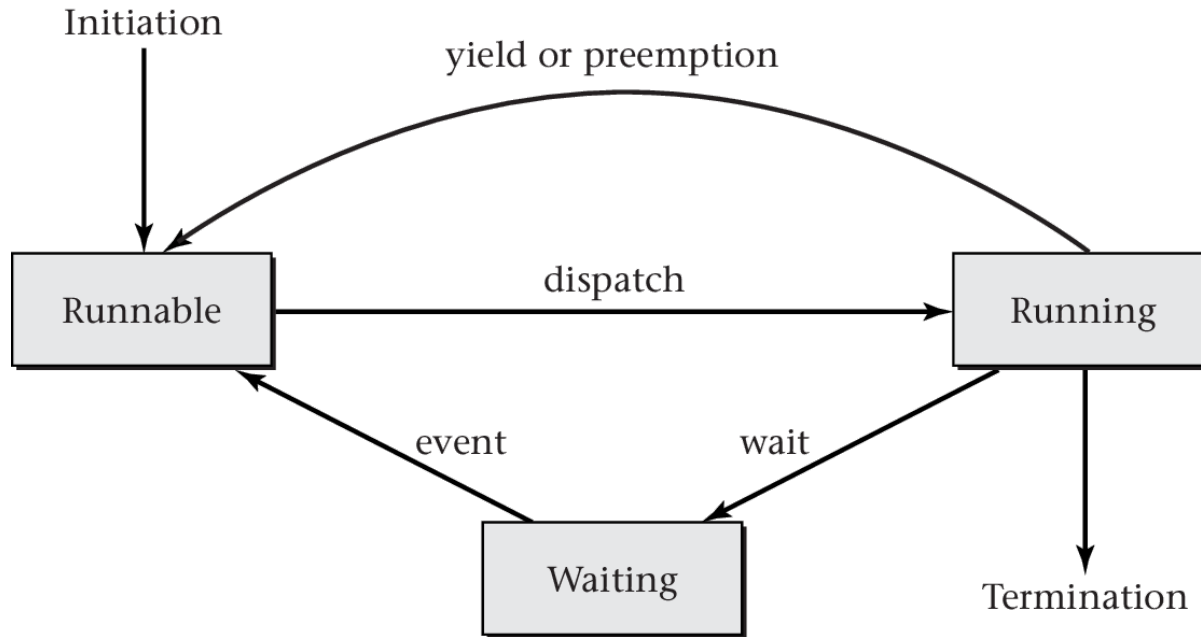 Initiation
yield or preemption
dispatch
Runnable
Running
event
wait
Waiting
Termination